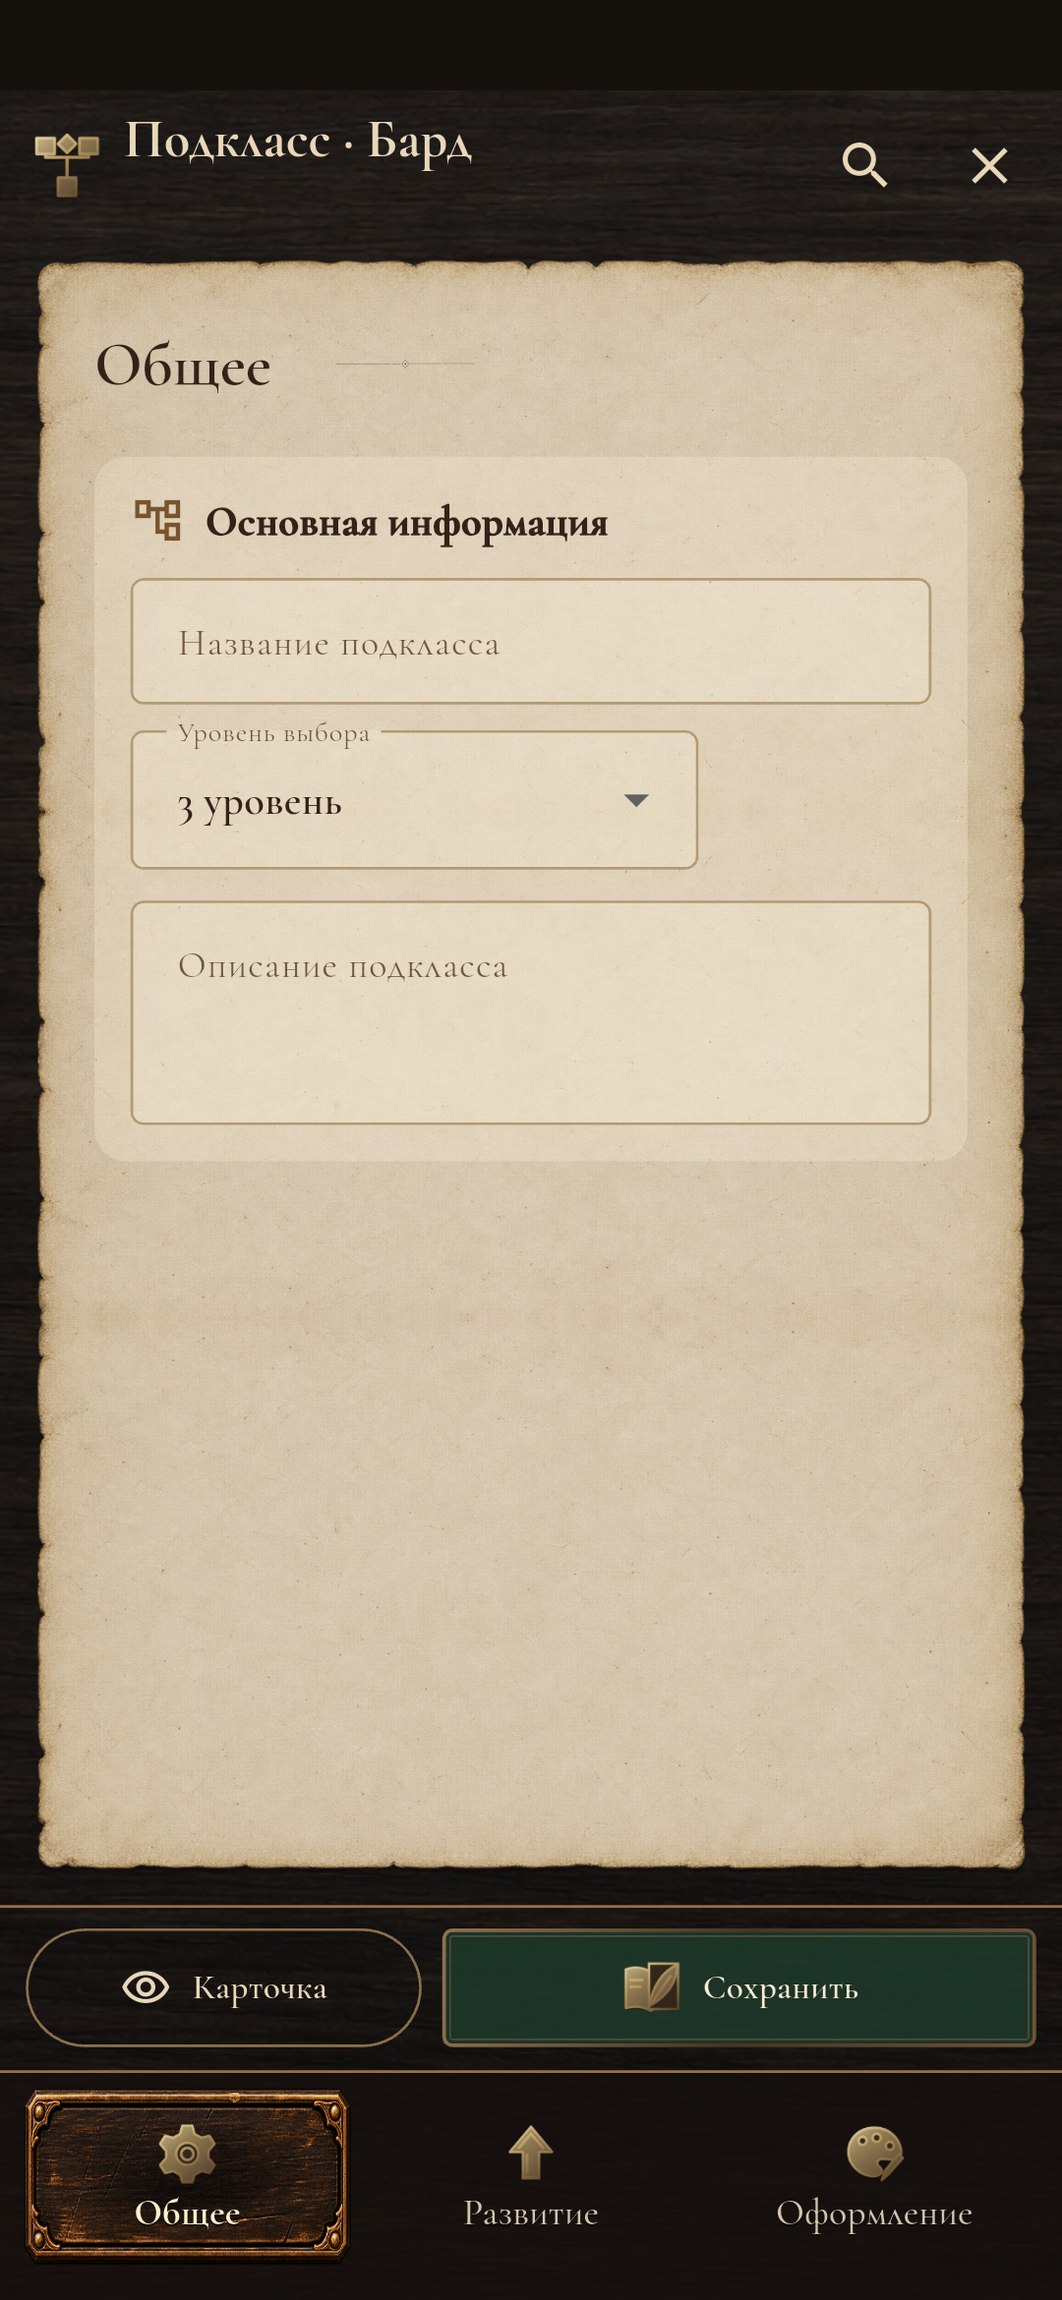 Подкласс · Бард
Общее
Основная информация
Название подкласса
Уровень выбора
3 уровень
Описание подкласса
Карточка
Сохранить
Общее
Развитие
Оформление